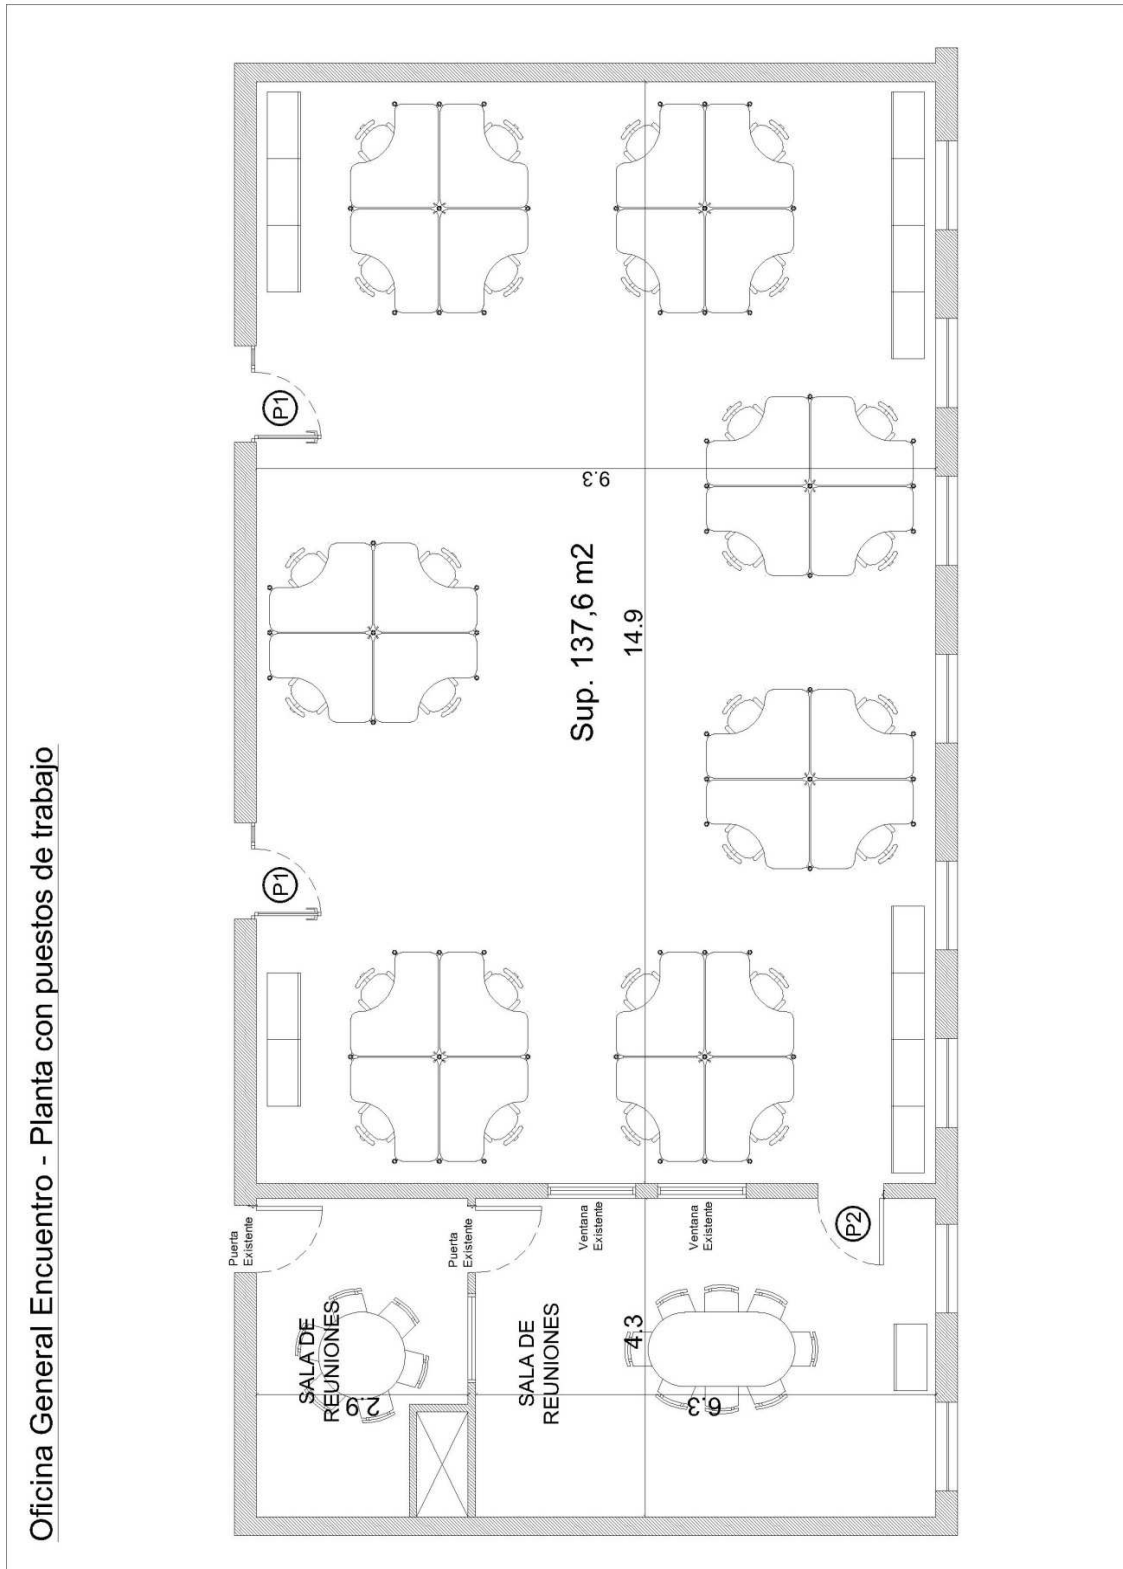 Oficina General Encuentro - Planta con puestos de trabajo
Puerta
Existente
P1
P1
Puerta
Existente
SALA DE
REUNIONES
2.9
Ventana
Existente
Ventana
Existente
Sup. 137,6 m2
14.9
9.3
SALA DE
REUNIONES
4.3
6.3
P2